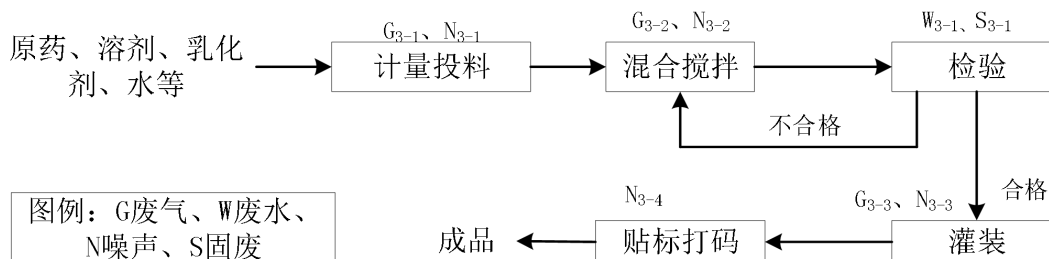 G3-1、N3-1
G3-2、N3-2
W3-1、S3-1
原药、溶剂、乳化
剂、水等
计量投料
混合搅拌
检验
不合格
合格
图例：G废气、W废水、
N噪声、S固废
成品
N3-4
贴标打码
G3-3、N3-3
灌装